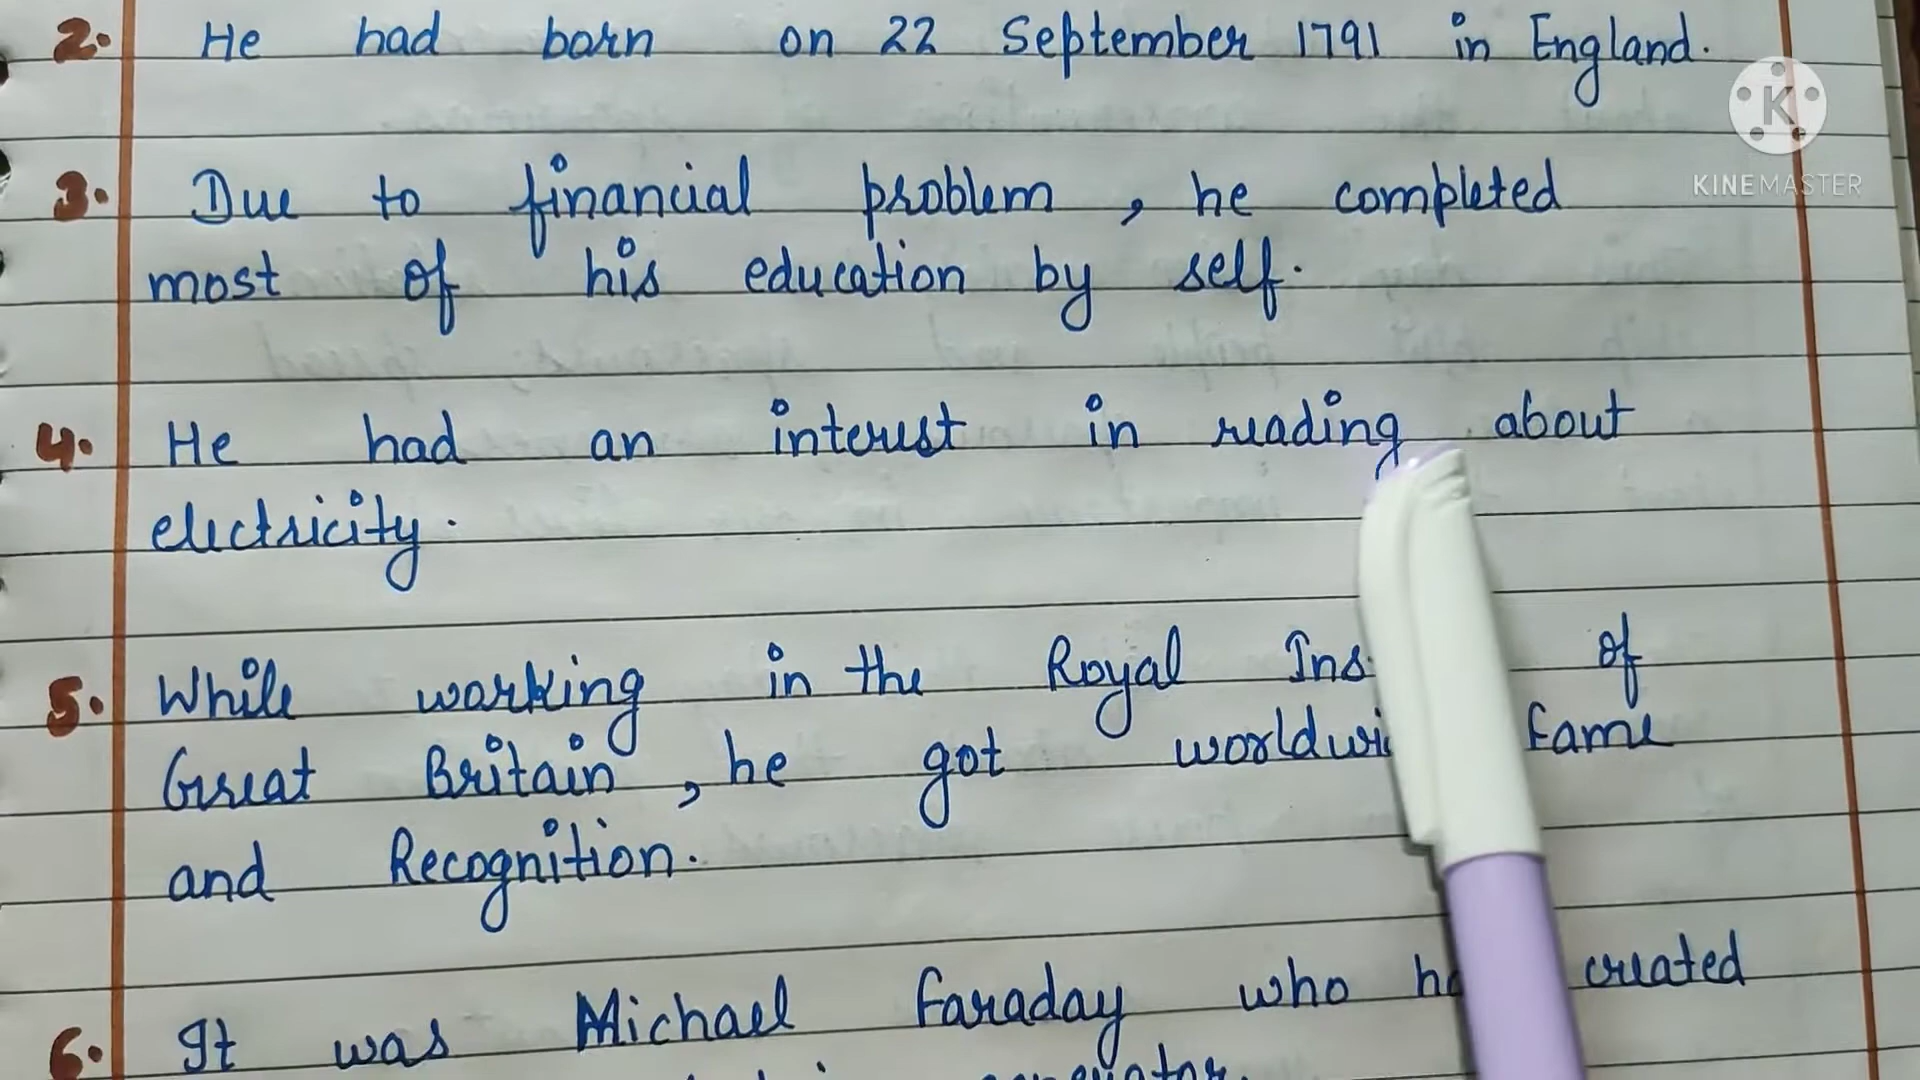 2. He had born on 22 September 1791 in England.
KINEMASTER
3. Due to financial problem, he completed
most of his education by self.
4. He had an interest in reading about
electricity.
5. While working in the Royal Ins of
Great Britain, he got worldwi Fame
and Recognition.
6. It was Michael Faraday who created